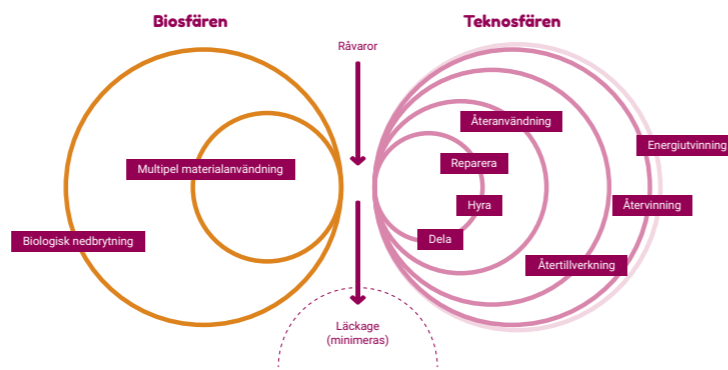 Biosfären
Teknosfären
Råvaror
Återanvändning
Energiutvinning
Multipel materialanvändning
Reparera
Hyra
Återvinning
Biologisk nedbrytning
Dela
Återtillverkning
Läckage
(minimeras)